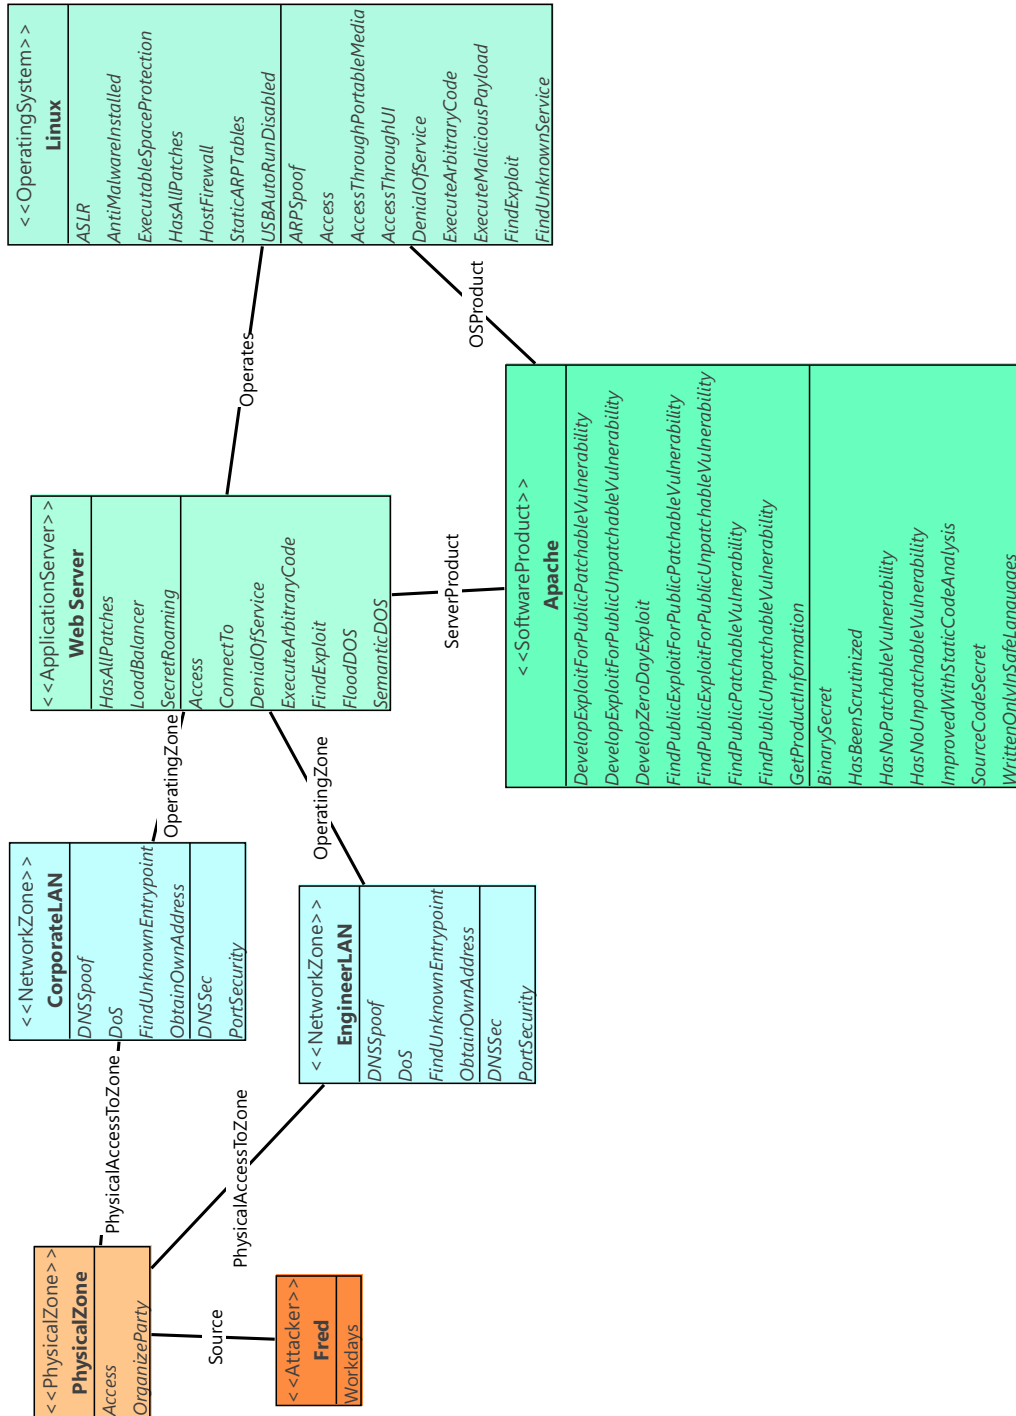 <<PhysicalZone>>
PhysicalZone
Access
OrganizeParty
Source
<<Attacker>>
Fred
Workdays
PhysicalAccessToZone
PhysicalAccessToZone
<<NetworkZone>>
CorporateLAN
DNSSpoof
DoS
FindUnknownEntrypoint
ObtainOwnAddress
DNSSec
PortSecurity
<<NetworkZone>>
EngineerLAN
DNSSpoof
DoS
FindUnknownEntrypoint
ObtainOwnAddress
DNSSec
PortSecurity
OperatingZone
OperatingZone
<<ApplicationServer>>
Web Server
HasAllPatches
LoadBalancer
SecretRoaming
Access
ConnectTo
DenialOfService
ExecuteArbitraryCode
FindExploit
FloodDOS
SemanticDOS
ServerProduct
<<SoftwareProduct>>
Apache
DevelopExploitForPublicPatchableVulnerability
DevelopExploitForPublicUnpatchableVulnerability
DevelopZeroDayExploit
FindPublicExploitForPublicPatchableVulnerability
FindPublicExploitForPublicUnpatchableVulnerability
FindPublicPatchableVulnerability
FindPublicUnpatchableVulnerability
GetProductInformation
BinarySecret
HasBeenScrutinized
HasNoPatchableVulnerability
HasNoUnpatchableVulnerability
ImprovedWithStaticCodeAnalysis
SourceCodeSecret
WrittenOnlyInSafeLanguages
Operates
OSProduct
<<OperatingSystem>>
Linux
ASLR
AntiMalwareInstalled
ExecutableSpaceProtection
HasAllPatches
HostFirewall
StaticARPTables
USBAutoRunDisabled
ARPSpoof
Access
AccessThroughPortableMedia
AccessThroughUI
DenialOfService
ExecuteArbitraryCode
ExecuteMaliciousPayload
FindExploit
FindUnknownService